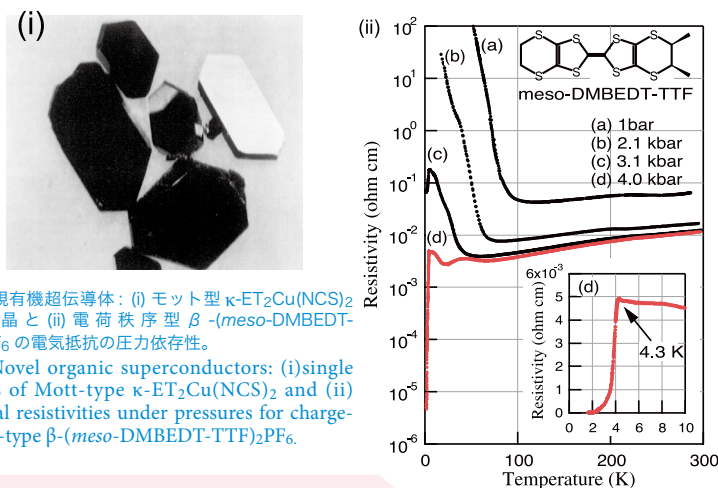 (i)
規有機超伝導体: (i) モット型 κ-ET₂Cu(NCS)₂
晶 と (ii) 電 荷 秩 序 型 β -(meso-DMBEDT-
F₆ の電気抵抗の圧力依存性。
Novel organic superconductors: (i)single
s of Mott-type κ-ET₂Cu(NCS)₂ and (ii)
al resistivities under pressures for charge-
-type β-(meso-DMBEDT-TTF)₂PF₆.
(ii)
Resistivity (ohm cm)
10²
10¹
10⁰
10⁻¹
10⁻²
10⁻³
10⁻⁴
10⁻⁵
10⁻⁶
0
100
200
300
Temperature (K)
(a)
(b)
(c)
(d)
S S S S
S S S S
meso-DMBEDT-TTF
(a) 1bar
(b) 2.1 kbar
(c) 3.1 kbar
(d) 4.0 kbar
6x10⁻³
5
4
3
2
1
0
Resistivity (ohm cm)
(d)
4.3 K
0 2 4 6 8 10